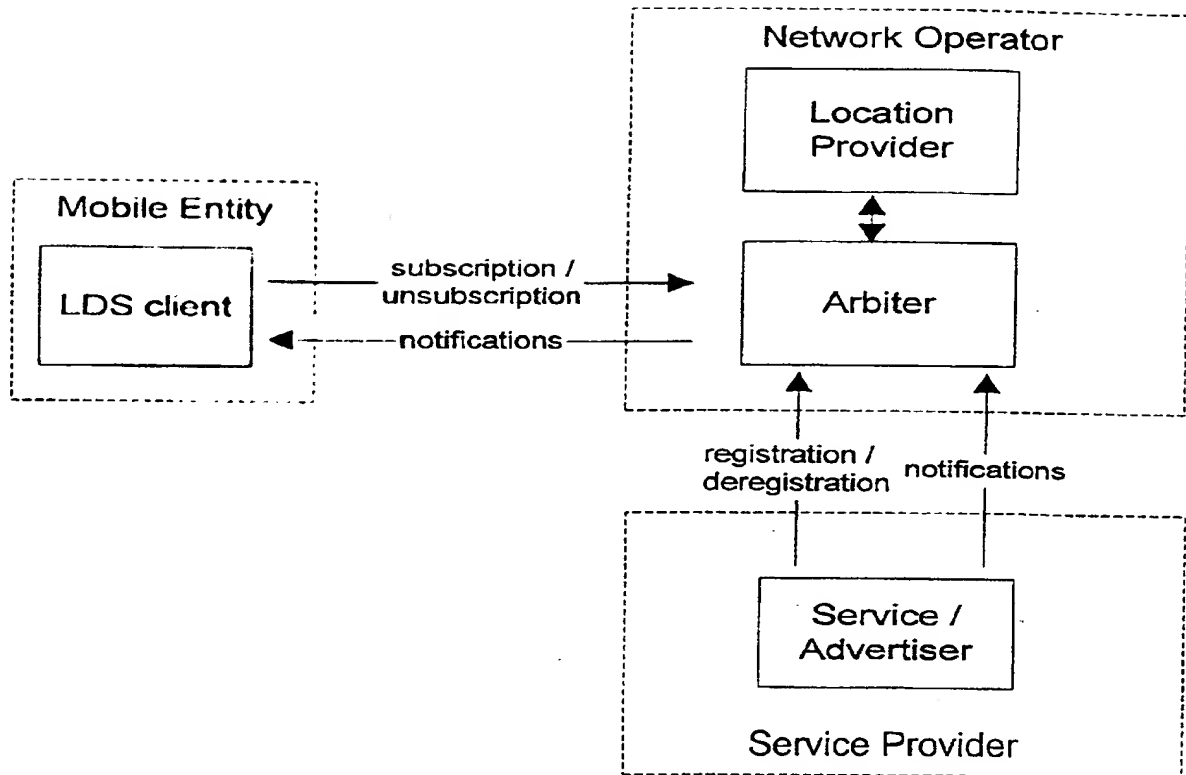 Network Operator
Location
Provider
Mobile Entity
LDS client
subscription /
unsubscription
notifications
Arbiter
registration /
deregistration
notifications
Service /
Advertiser
Service Provider